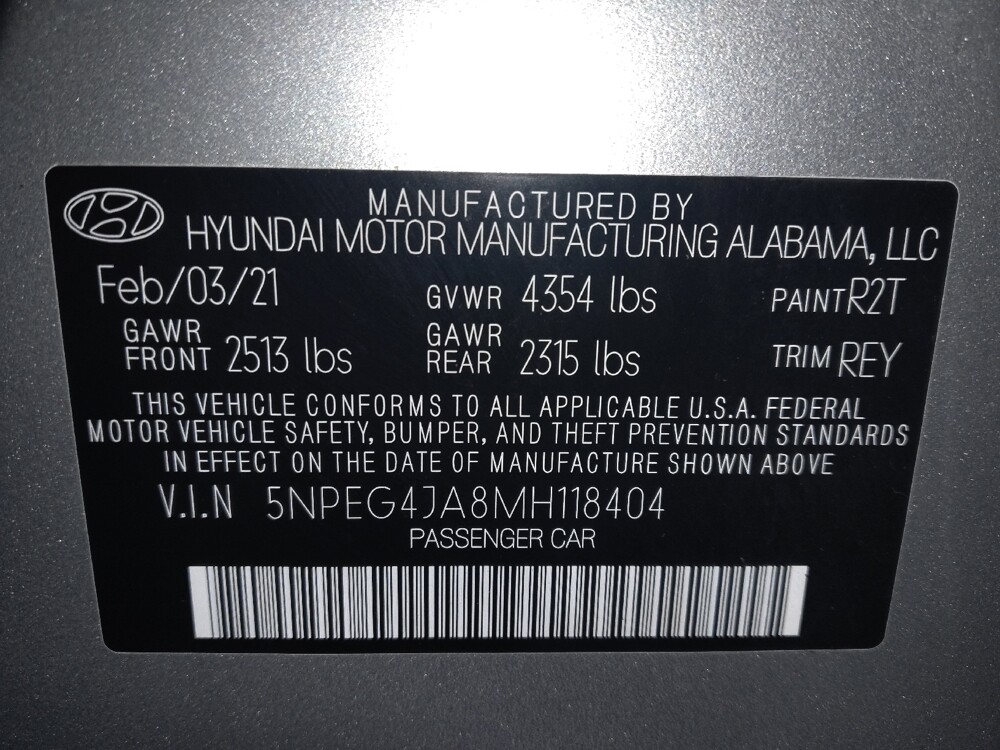 MANUFACTURED BY
HYUNDAI MOTOR MANUFACTURING ALABAMA, LLC
Feb/03/21 GVWR 4354 lbs PAINT R2T
GAWR FRONT 2513 lbs GAWR REAR 2315 lbs TRIM REY
THIS VEHICLE CONFORMS TO ALL APPLICABLE U.S.A. FEDERAL
MOTOR VEHICLE SAFETY, BUMPER, AND THEFT PREVENTION STANDARDS
IN EFFECT ON THE DATE OF MANUFACTURE SHOWN ABOVE
V.I.N 5NPEG4JA8MH118404
PASSENGER CAR